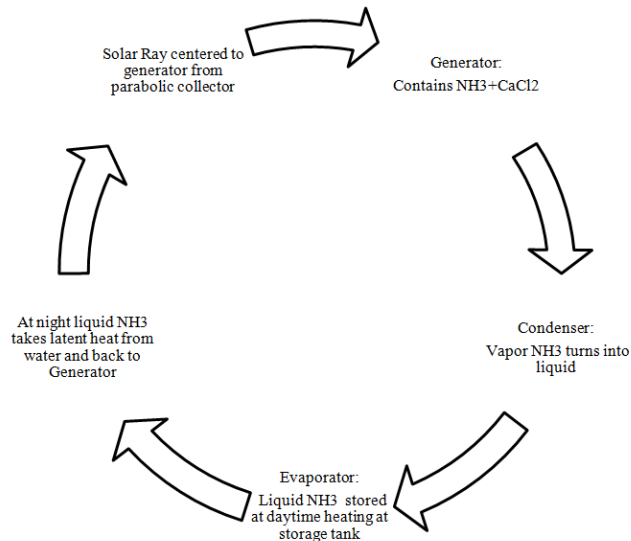 Solar Ray centered to
generator from
parabolic collector
Generator:
Contains NH3+CaCl2
Condenser:
Vapor NH3 turns into
liquid
Evaporator:
Liquid NH3  stored
at daytime heating at
storage tank
At night liquid NH3
takes latent heat from
water and back to
Generator